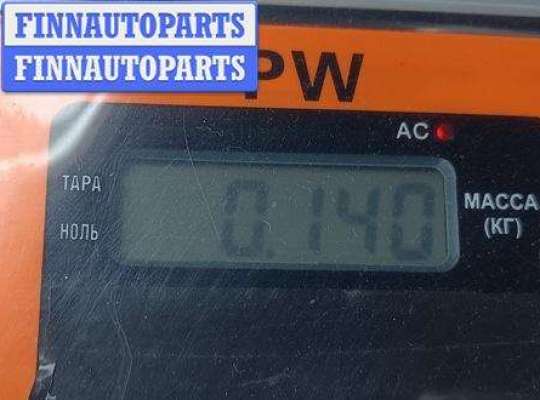 FINNAUTOPARTS
FINNAUTOPARTS
PW
AC
ТАРА
НОЛЬ
0.140
МАССА
(КГ)